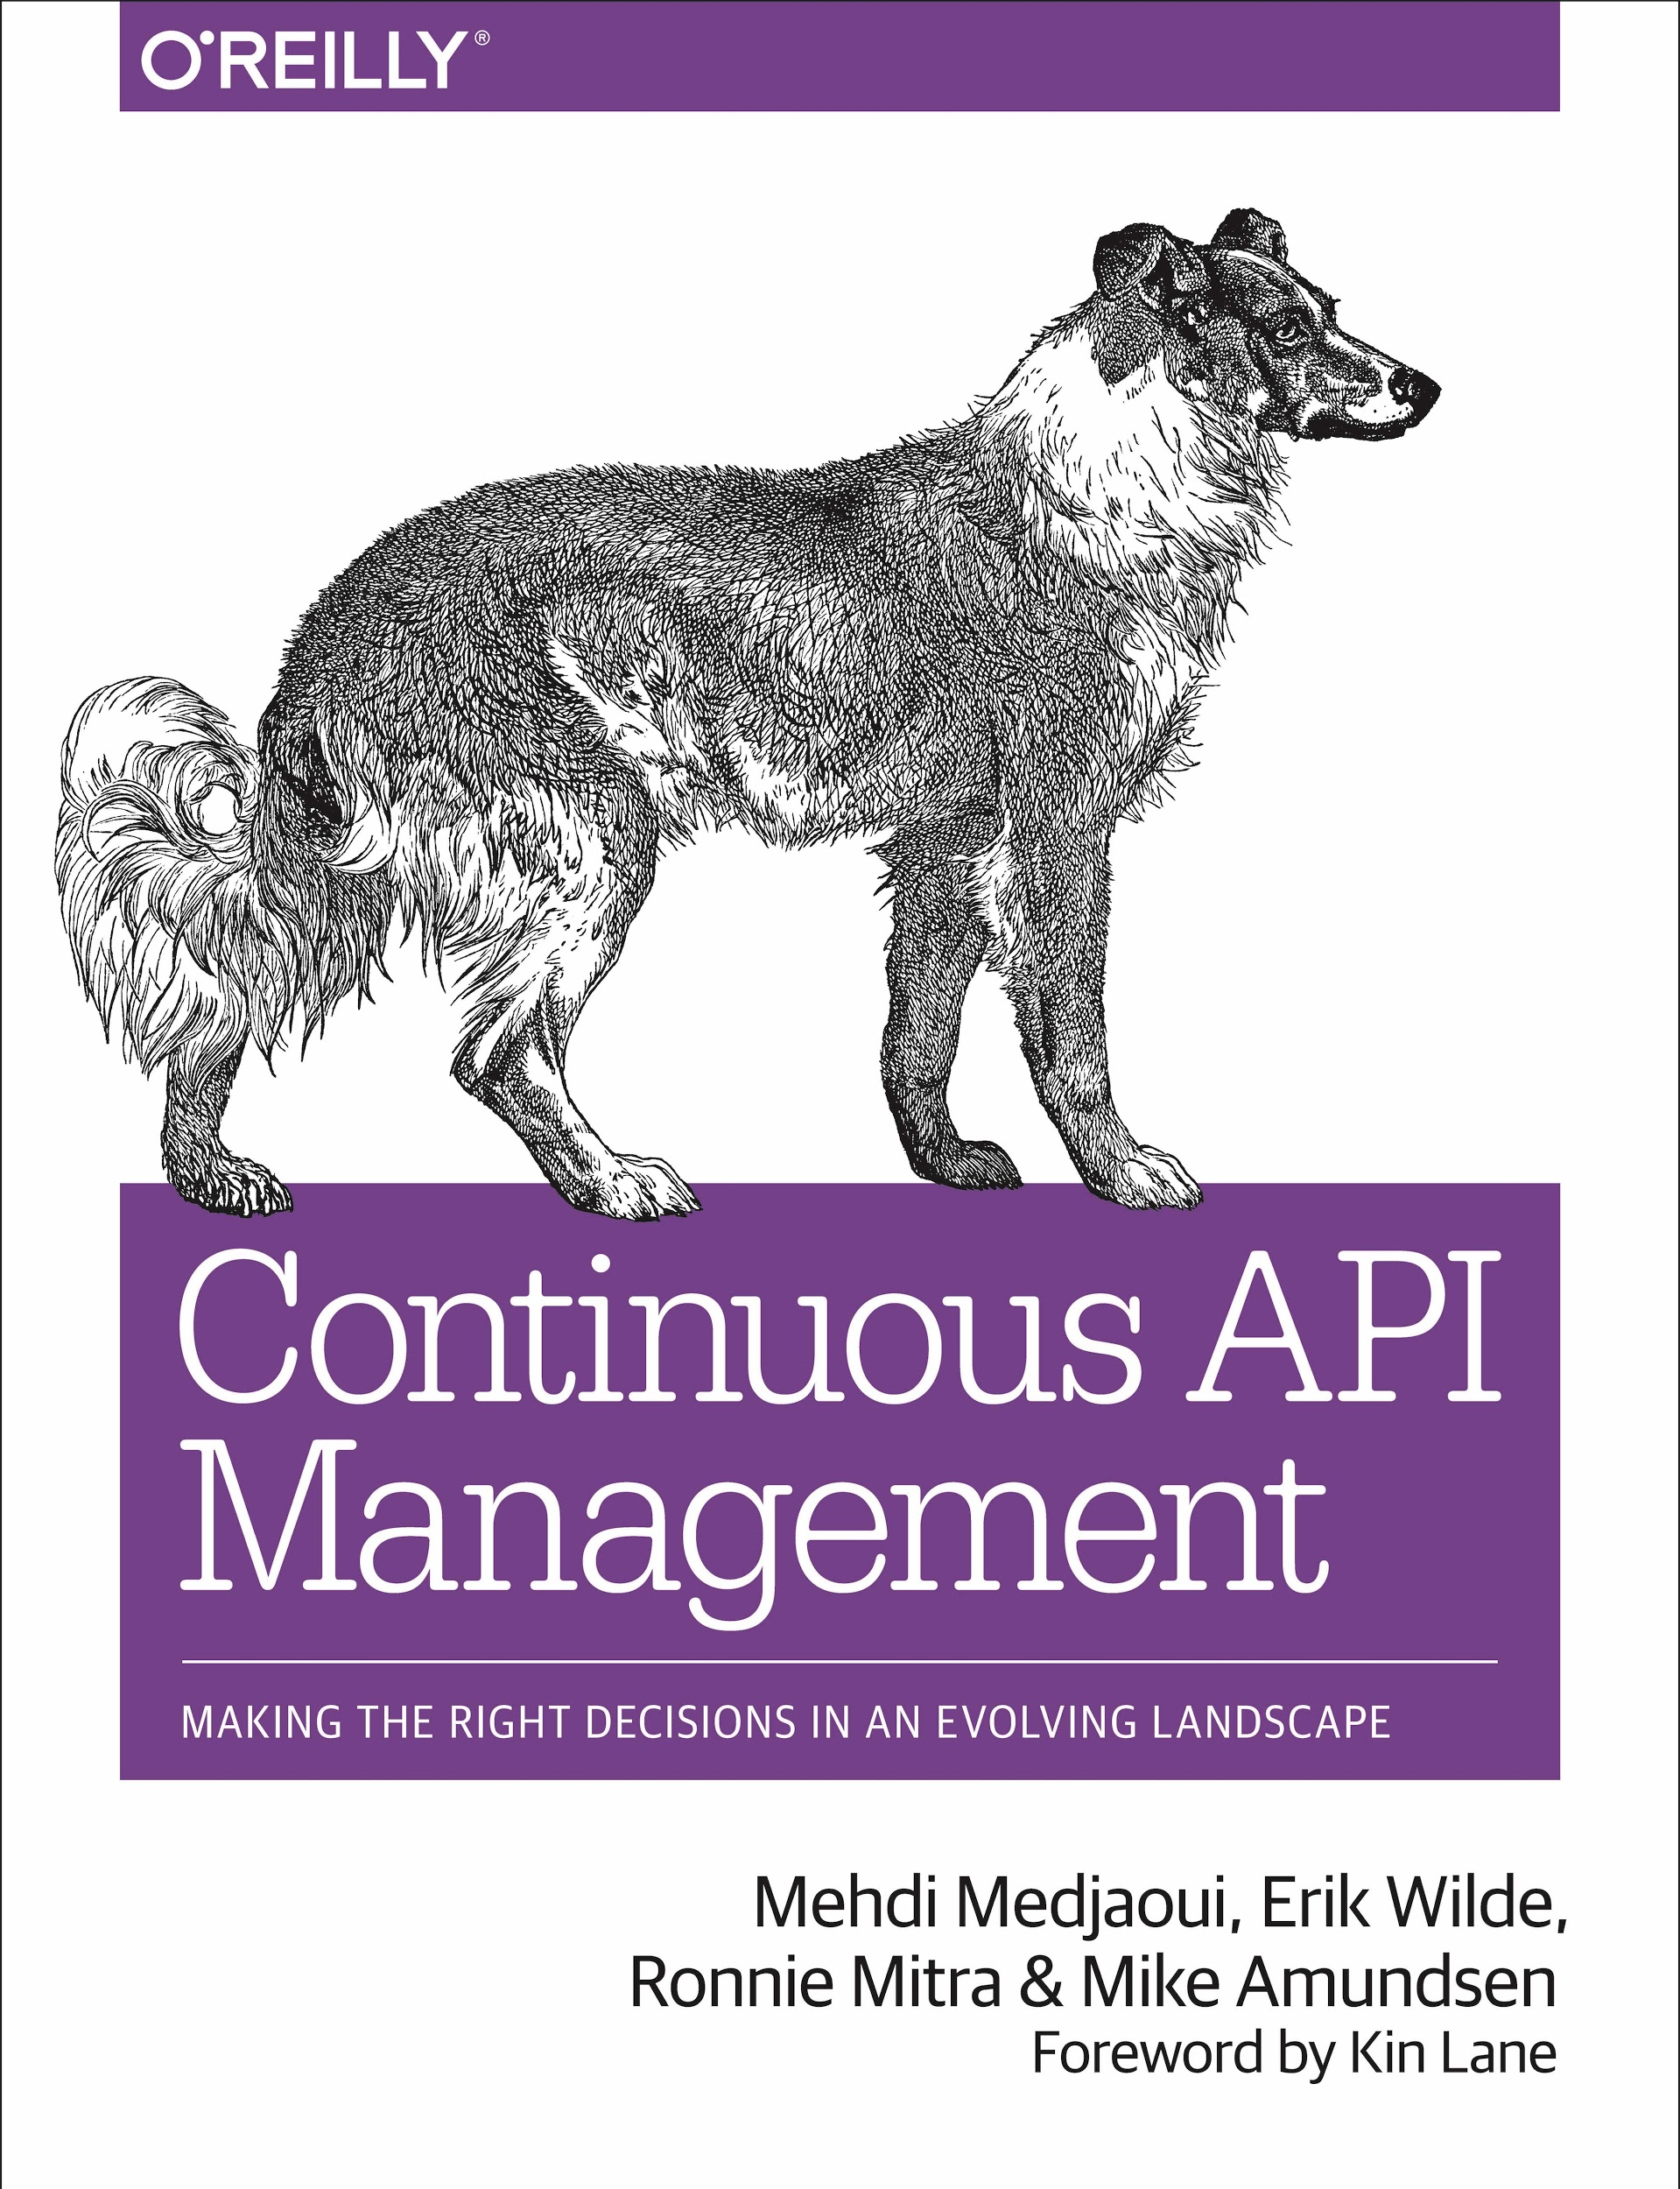 O'REILLY®
Continuous API
Management
MAKING THE RIGHT DECISIONS IN AN EVOLVING LANDSCAPE
Mehdi Medjaoui, Erik Wilde,
Ronnie Mitra & Mike Amundsen
Foreword by Kin Lane